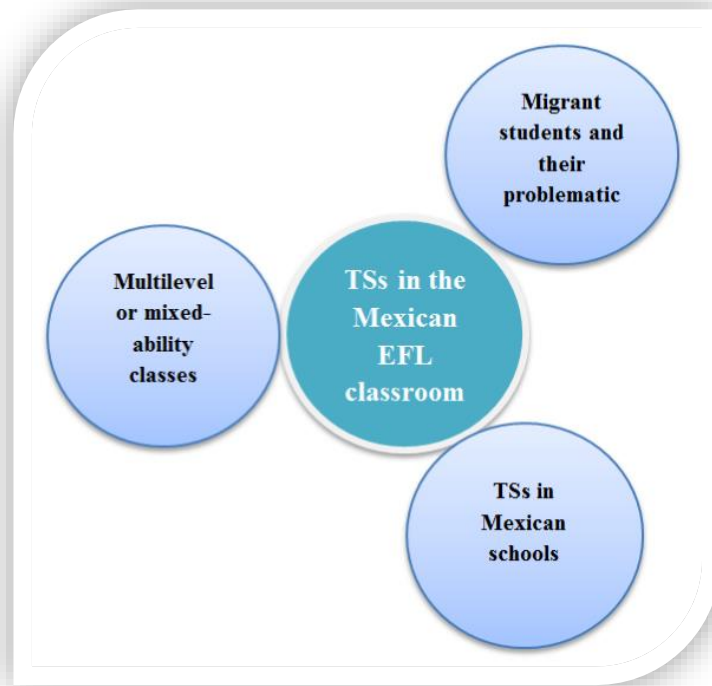 Migrant
students and
their
problematic
Multilevel
or mixed-
ability
classes
TSs in the
Mexican
EFL
classroom
TSs in
Mexican
schools